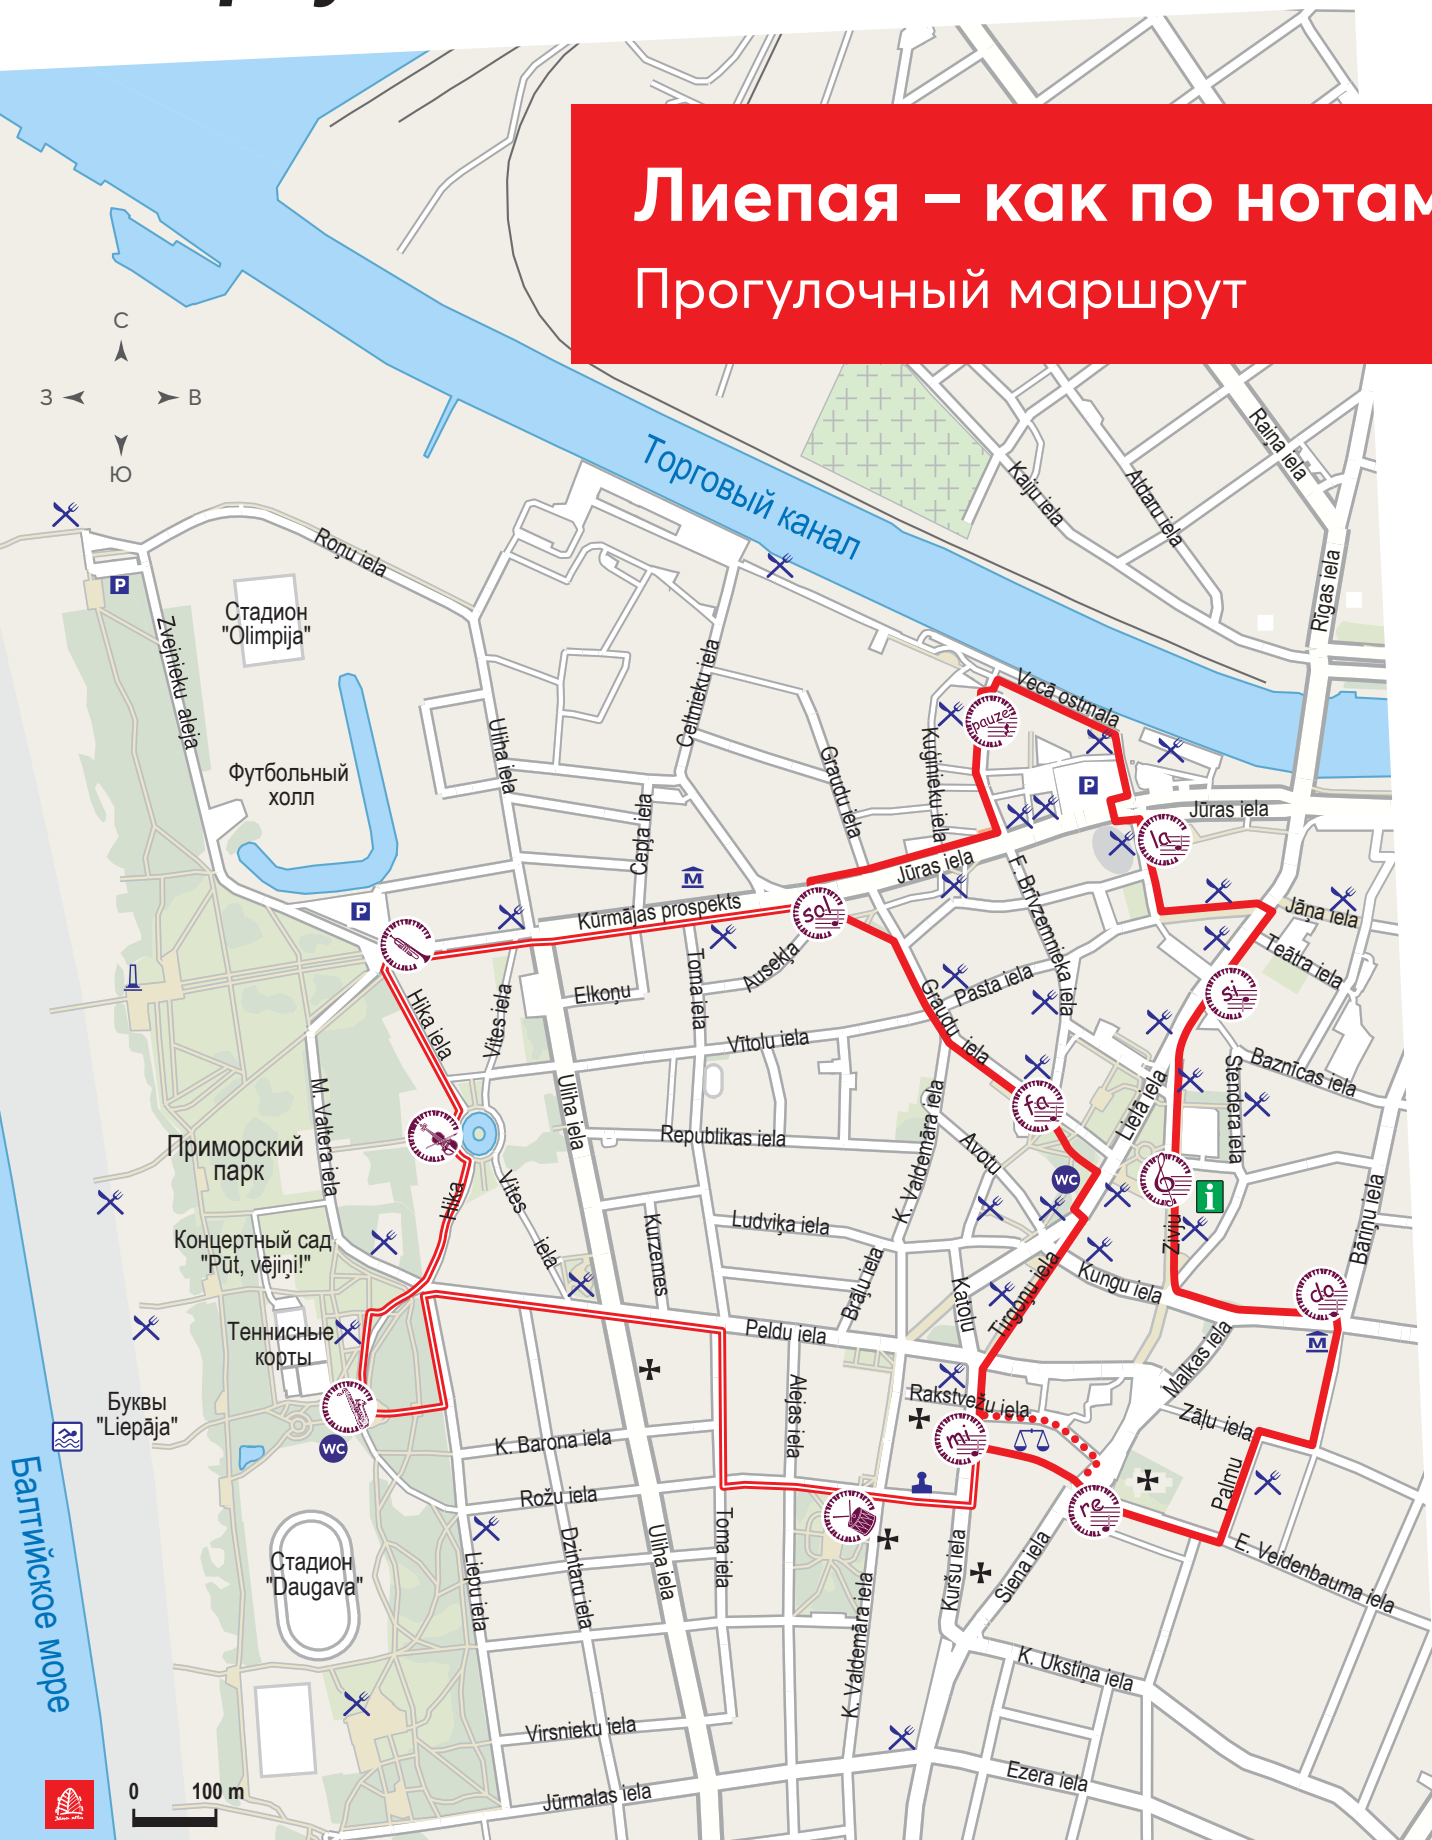 Лиепая – как по нотам
Прогулочный маршрут
С
З
В
Ю
Торговый канал
Raiņa iela
Kaiju iela
Aldaru iela
Rīgas iela
Roņu iela
P
Стадион
"Olimpija"
Zvejnieku aleja
Celtnieku iela
Vecā ostmala
pauze
Uliha iela
Kuģinieku iela
Graudu iela
Футбольный
холл
P
Jūras iela
Cepļa iela
la
Jūras iela
F. Brīvzemnieka iela
M
Kūrmājas prospekts
P
sol
Jāņa iela
Teātra iela
Ausekļa
Toma iela
Pasta iela
Graudu iela
Elkoņu
si
Hika iela
Vites iela
Vītolu iela
Baznīcas iela
Stendera iela
Lielā iela
fa
M. Valtera iela
Uliha iela
Republikas iela
K. Valdemāra iela
Avotu
Приморский
парк
WC
i
Hika
Vites
iela
Zivju
Bāriņu iela
Kurzemes
Ludviķa iela
Концертный сад
"Pūt, vējiņi!"
Brāļu iela
Katoļu
Tirgoņu iela
Kungu iela
do
Теннисные
корты
Peldu iela
M
Malkas iela
Alejas iela
Rakstvežu iela
Буквы
"Liepāja"
Zāļu iela
mi
WC
K. Barona iela
Palmu
Rožu iela
re
Балтийское море
Стадион
"Daugava"
Liepu iela
Dzintaru iela
Uliha iela
Toma iela
Kuršu iela
Siena iela
E. Veidenbauma iela
K. Valdemāra iela
K. Ukstiņa iela
Virsnieku iela
Ezera iela
Jūrmalas iela
0
100 m